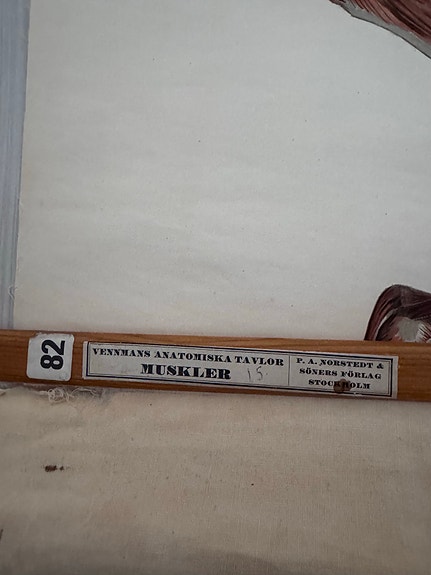 82
VENNMANS ANATOMISKA TAVLOR
MUSKLER 15.
P. A. NORSTEDT &
SÖNERS FÖRLAG
STOCKHOLM